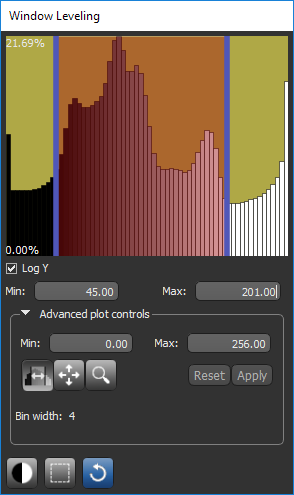 Window Leveling
21.69%
0.00%
Log Y
Min: 45.00 Max: 201.00
Advanced plot controls
Min: 0.00 Max: 256.00
Reset Apply
Bin width: 4